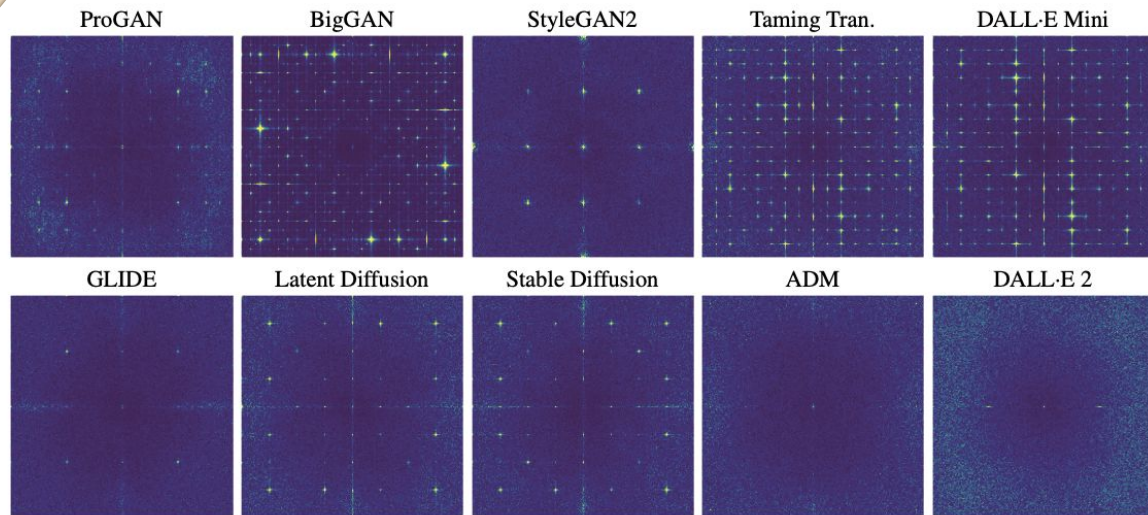 ProGAN BigGAN StyleGAN2 Taming Tran. DALL·E Mini
GLIDE Latent Diffusion Stable Diffusion ADM DALL·E 2